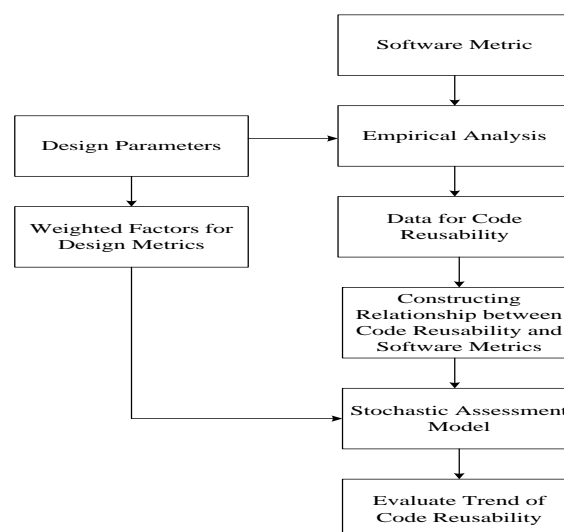 Software Metric
Design Parameters
Empirical Analysis
Weighted Factors for
Design Metrics
Data for Code
Reusability
Constructing
Relationship between
Code Reusability and
Software Metrics
Stochastic Assessment
Model
Evaluate Trend of
Code Reusability